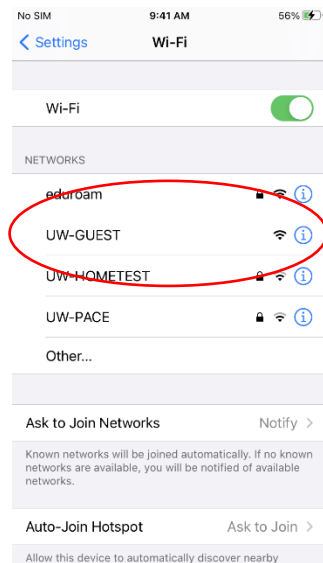 No SIM 9:41 AM 56%
Settings Wi-Fi
Wi-Fi
NETWORKS
eduroam
UW-GUEST
UW-HOMETEST
UW-PACE
Other...
Ask to Join Networks Notify
Known networks will be joined automatically. If no known
networks are available, you will be notified of available
networks.
Auto-Join Hotspot Ask to Join
Allow this device to automatically discover nearby